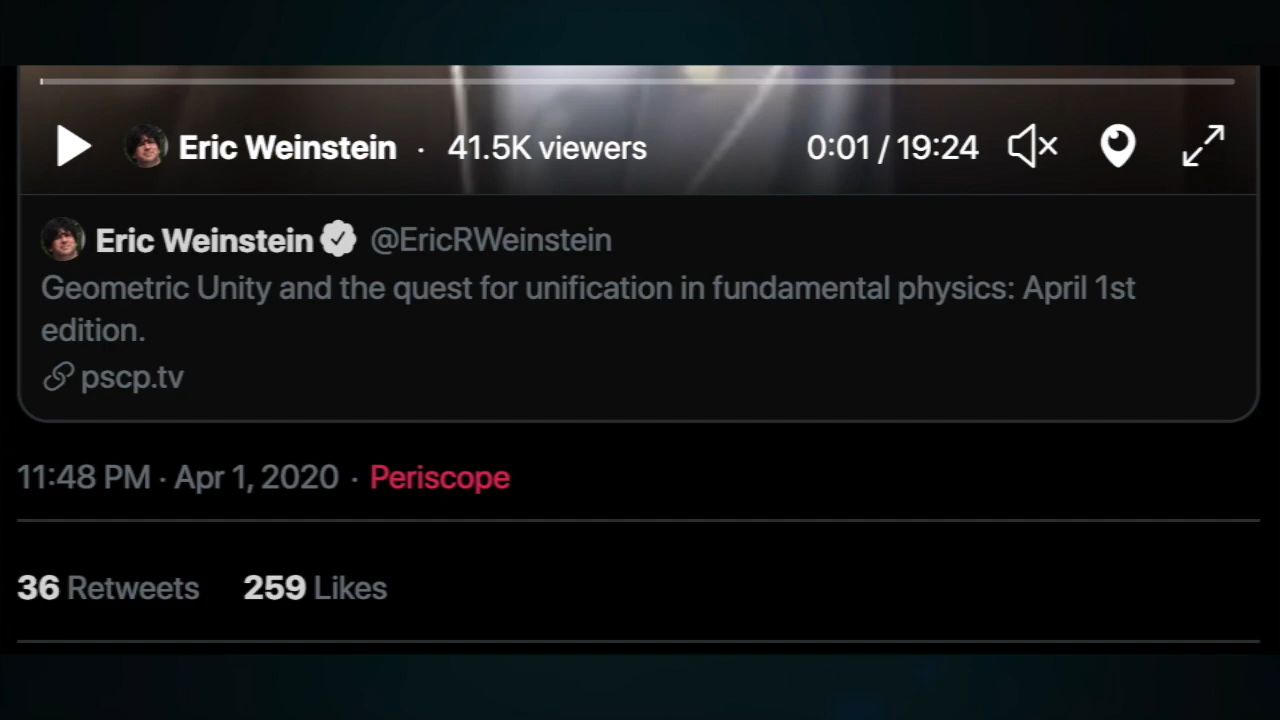 Eric Weinstein · 41.5K viewers 0:01 / 19:24
Eric Weinstein @EricRWeinstein
Geometric Unity and the quest for unification in fundamental physics: April 1st
edition.
pscp.tv
11:48 PM · Apr 1, 2020 · Periscope
36 Retweets 259 Likes